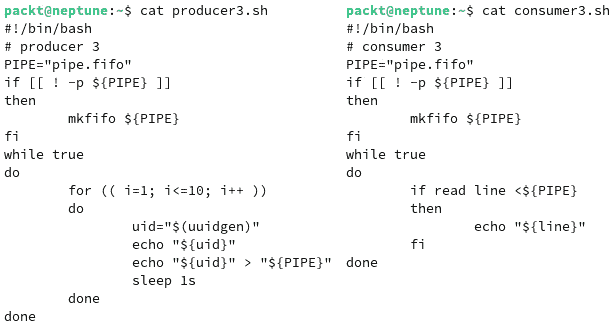 packt@neptune:~$ cat producer3.sh
#!/bin/bash
# producer 3
PIPE="pipe.fifo"
if [[ ! -p ${PIPE} ]]
then
        mkfifo ${PIPE}
fi
while true
do
        for (( i=1; i<=10; i++ ))
        do
                uid="$(uuidgen)"
                echo "${uid}"
                echo "${uid}" > "${PIPE}"
                sleep 1s
        done
done
packt@neptune:~$ cat consumer3.sh
#!/bin/bash
# consumer 3
PIPE="pipe.fifo"
if [[ ! -p ${PIPE} ]]
then
        mkfifo ${PIPE}
fi
while true
do
        if read line <${PIPE}
        then
                echo "${line}"
        fi
done